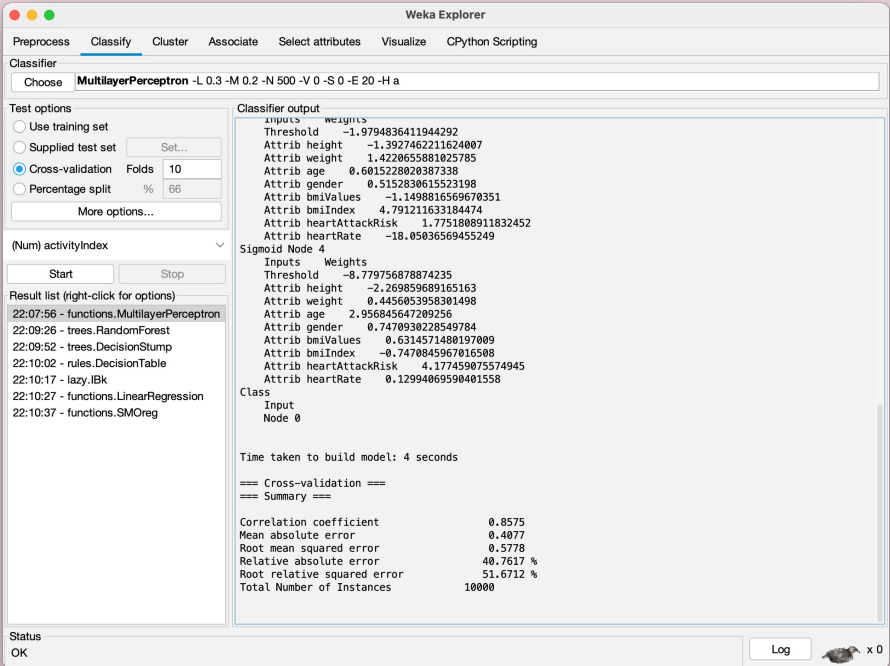 Weka Explorer
Preprocess Classify Cluster Associate Select attributes Visualize CPython Scripting
Classifier
Choose MultilayerPerceptron -L 0.3 -M 0.2 -N 500 -V 0 -S 0 -E 20 -H a
Test options
Use training set
Supplied test set Set...
Cross-validation Folds 10
Percentage split % 66
More options...
(Num) activityIndex
Start Stop
Result list (right-click for options)
22:07:56 - functions.MultilayerPerceptron
22:09:26 - trees.RandomForest
22:09:52 - trees.DecisionStump
22:10:02 - rules.DecisionTable
22:10:17 - lazy.IBk
22:10:27 - functions.LinearRegression
22:10:37 - functions.SMOreg
Classifier output
Inputs Weights
Threshold -1.9794836411944292
Attrib height -1.3927462211624007
Attrib weight 1.4220655881025785
Attrib age 0.6015228020387338
Attrib gender 0.5152830615523198
Attrib bmiValues -1.1498816569670351
Attrib bmiIndex 4.791211633184474
Attrib heartAttackRisk 1.7751808911832452
Attrib heartRate -18.05036569455249
Sigmoid Node 4
Inputs Weights
Threshold -8.779756878874235
Attrib height -2.269859689165163
Attrib weight 0.4456053958301498
Attrib age 2.956845647209256
Attrib gender 0.7470930228549784
Attrib bmiValues 0.6314571480197009
Attrib bmiIndex -0.7470845967016508
Attrib heartAttackRisk 4.177459075574945
Attrib heartRate 0.12994069590401558
Class
Input
Node 0
Time taken to build model: 4 seconds
=== Cross-validation ===
=== Summary ===
Correlation coefficient 0.8575
Mean absolute error 0.4077
Root mean squared error 0.5778
Relative absolute error 40.7617 %
Root relative squared error 51.6712 %
Total Number of Instances 10000
Status
OK
Log
x 0